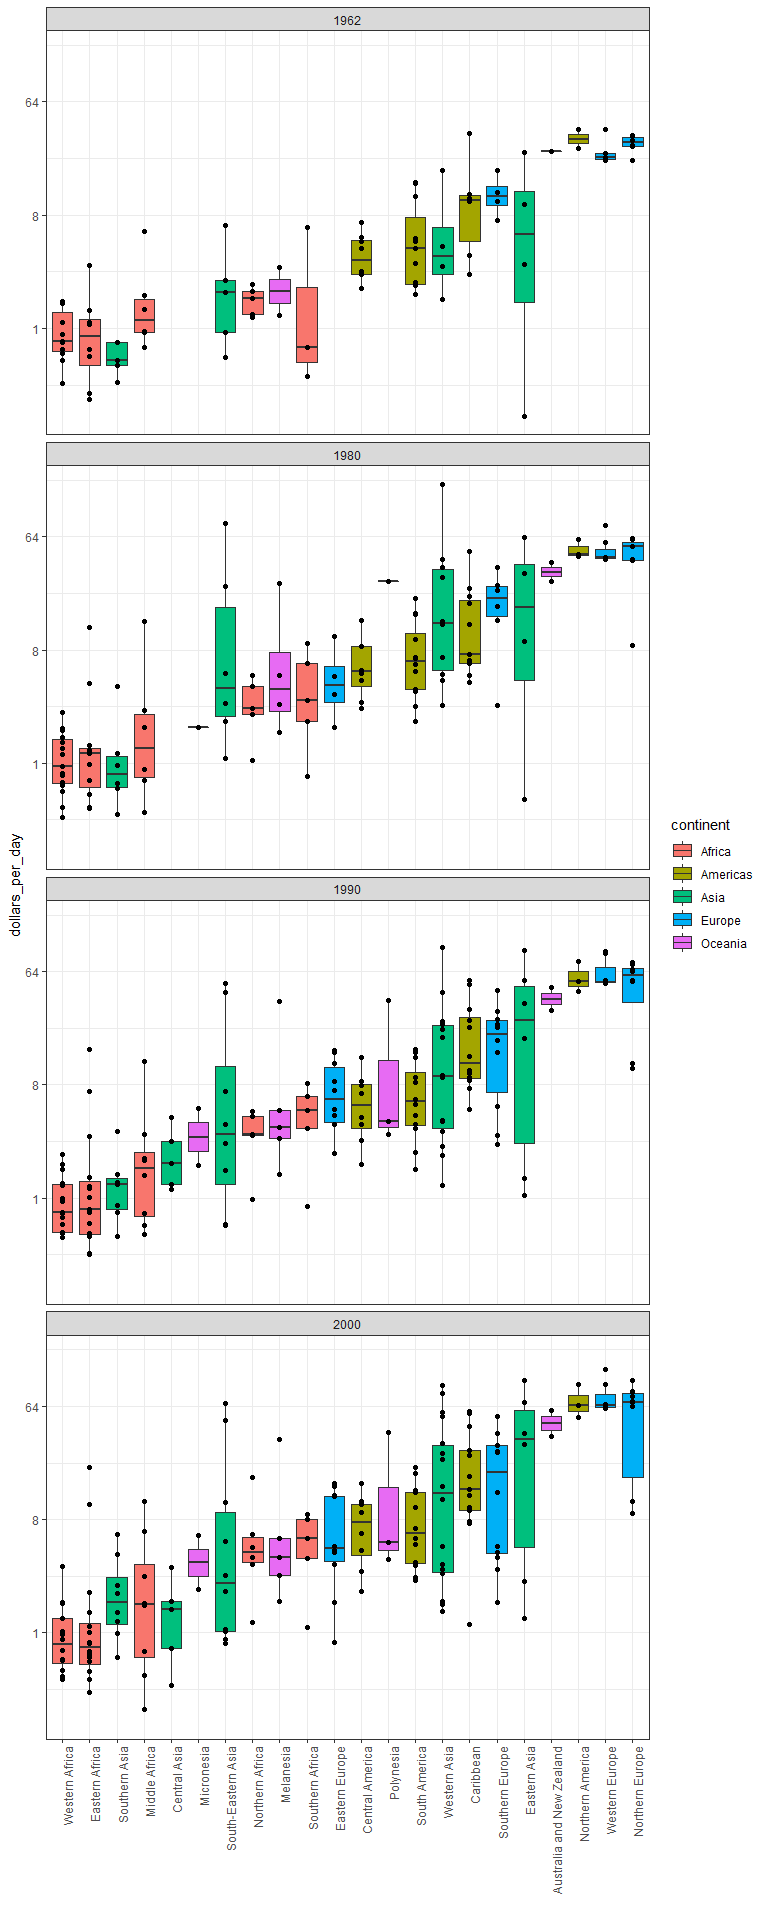 1962
64
8
1
1980
64
8
1
dollars_per_day
continent
Africa
Americas
Asia
Europe
Oceania
1990
64
8
1
2000
64
8
1
Western Africa
Eastern Africa
Southern Asia
Middle Africa
Central Asia
Micronesia
South-Eastern Asia
Northern Africa
Melanesia
Southern Africa
Eastern Europe
Central America
Polynesia
South America
Western Asia
Caribbean
Southern Europe
Eastern Asia
Australia and New Zealand
Northern America
Western Europe
Northern Europe